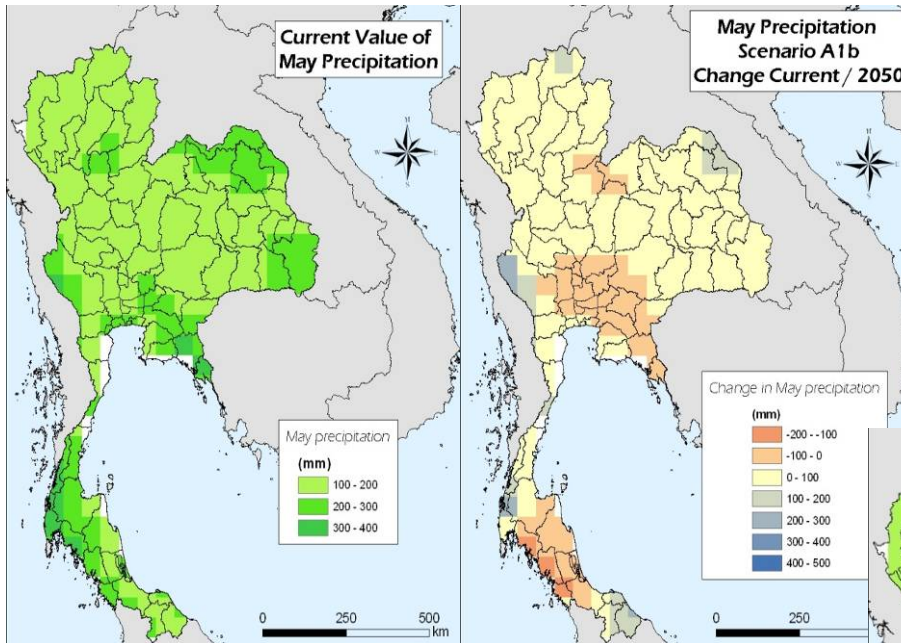 Current Value of
May Precipitation
N
W
E
S
May precipitation
(mm)
100 - 200
200 - 300
300 - 400
0
250
500
km
May Precipitation
Scenario A1b
Change Current / 2050
N
W
E
S
Change in May precipitation
(mm)
-200 - -100
-100 - 0
0 - 100
100 - 200
200 - 300
300 - 400
400 - 500
0
250
500